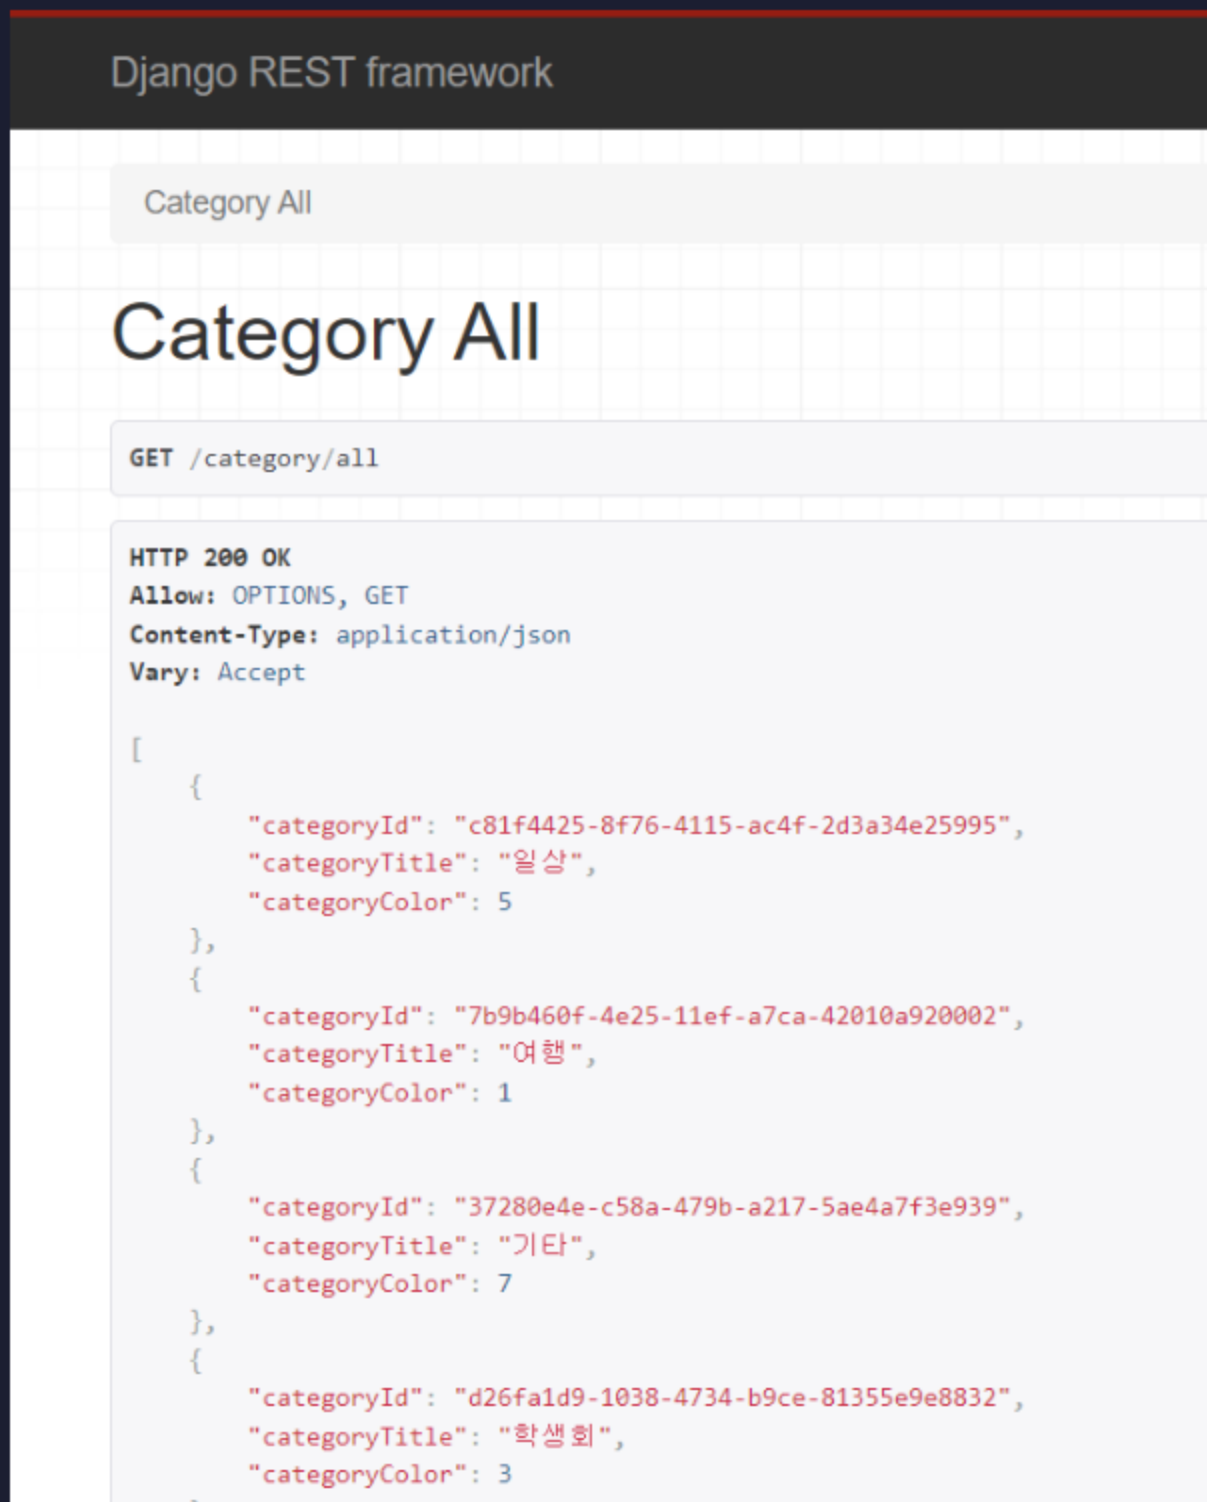 Django REST framework
Category All
Category All
GET /category/all
HTTP 200 OK
Allow: OPTIONS, GET
Content-Type: application/json
Vary: Accept
[
    {
        "categoryId": "c81f4425-8f76-4115-ac4f-2d3a34e25995",
        "categoryTitle": "일상",
        "categoryColor": 5
    },
    {
        "categoryId": "7b9b460f-4e25-11ef-a7ca-42010a920002",
        "categoryTitle": "여행",
        "categoryColor": 1
    },
    {
        "categoryId": "37280e4e-c58a-479b-a217-5ae4a7f3e939",
        "categoryTitle": "기타",
        "categoryColor": 7
    },
    {
        "categoryId": "d26fa1d9-1038-4734-b9ce-81355e9e8832",
        "categoryTitle": "학생회",
        "categoryColor": 3